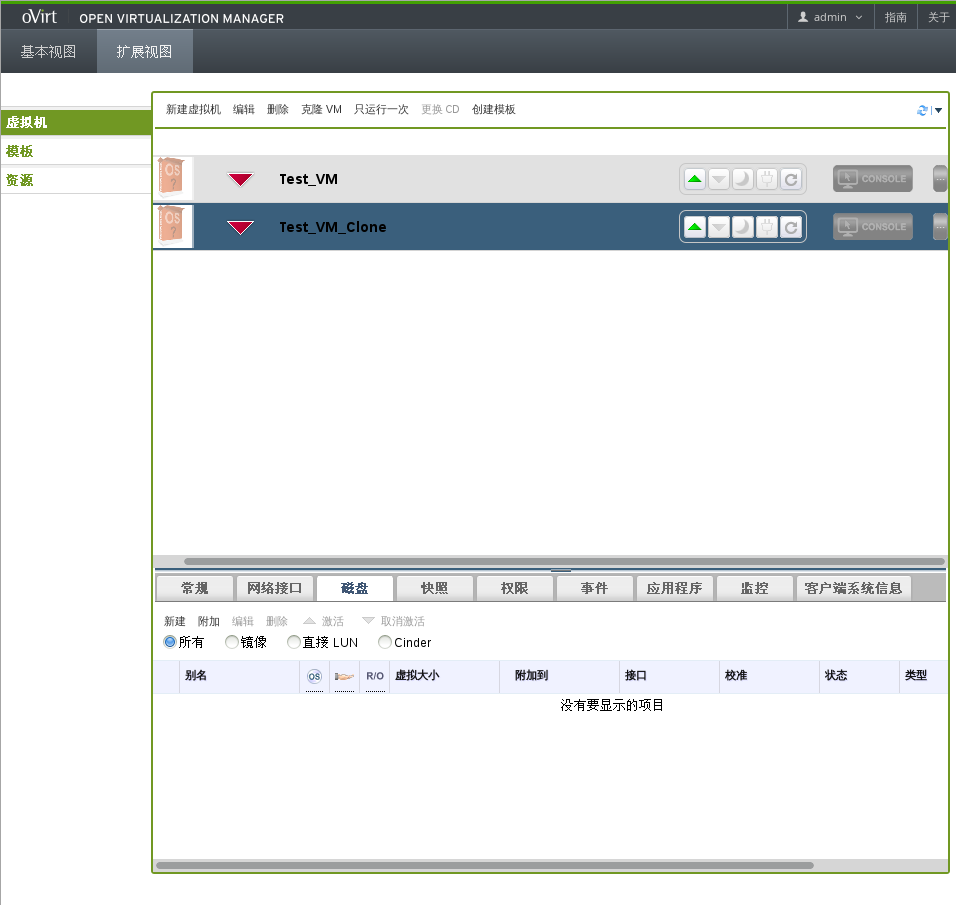 oVirt OPEN VIRTUALIZATION MANAGER admin 指南 关于
基本视图 扩展视图
新建虚拟机 编辑 删除 克隆 VM 只运行一次 更换 CD 创建模板
虚拟机
模板
资源
OS ? Test_VM CONSOLE ...
OS ? Test_VM_Clone CONSOLE ...
常规 网络接口 磁盘 快照 权限 事件 应用程序 监控 客户端系统信息
新建 附加 编辑 删除 激活 取消激活
所有 镜像 直接 LUN Cinder
别名 OS R/O 虚拟大小 附加到 接口 校准 状态 类型
没有要显示的项目